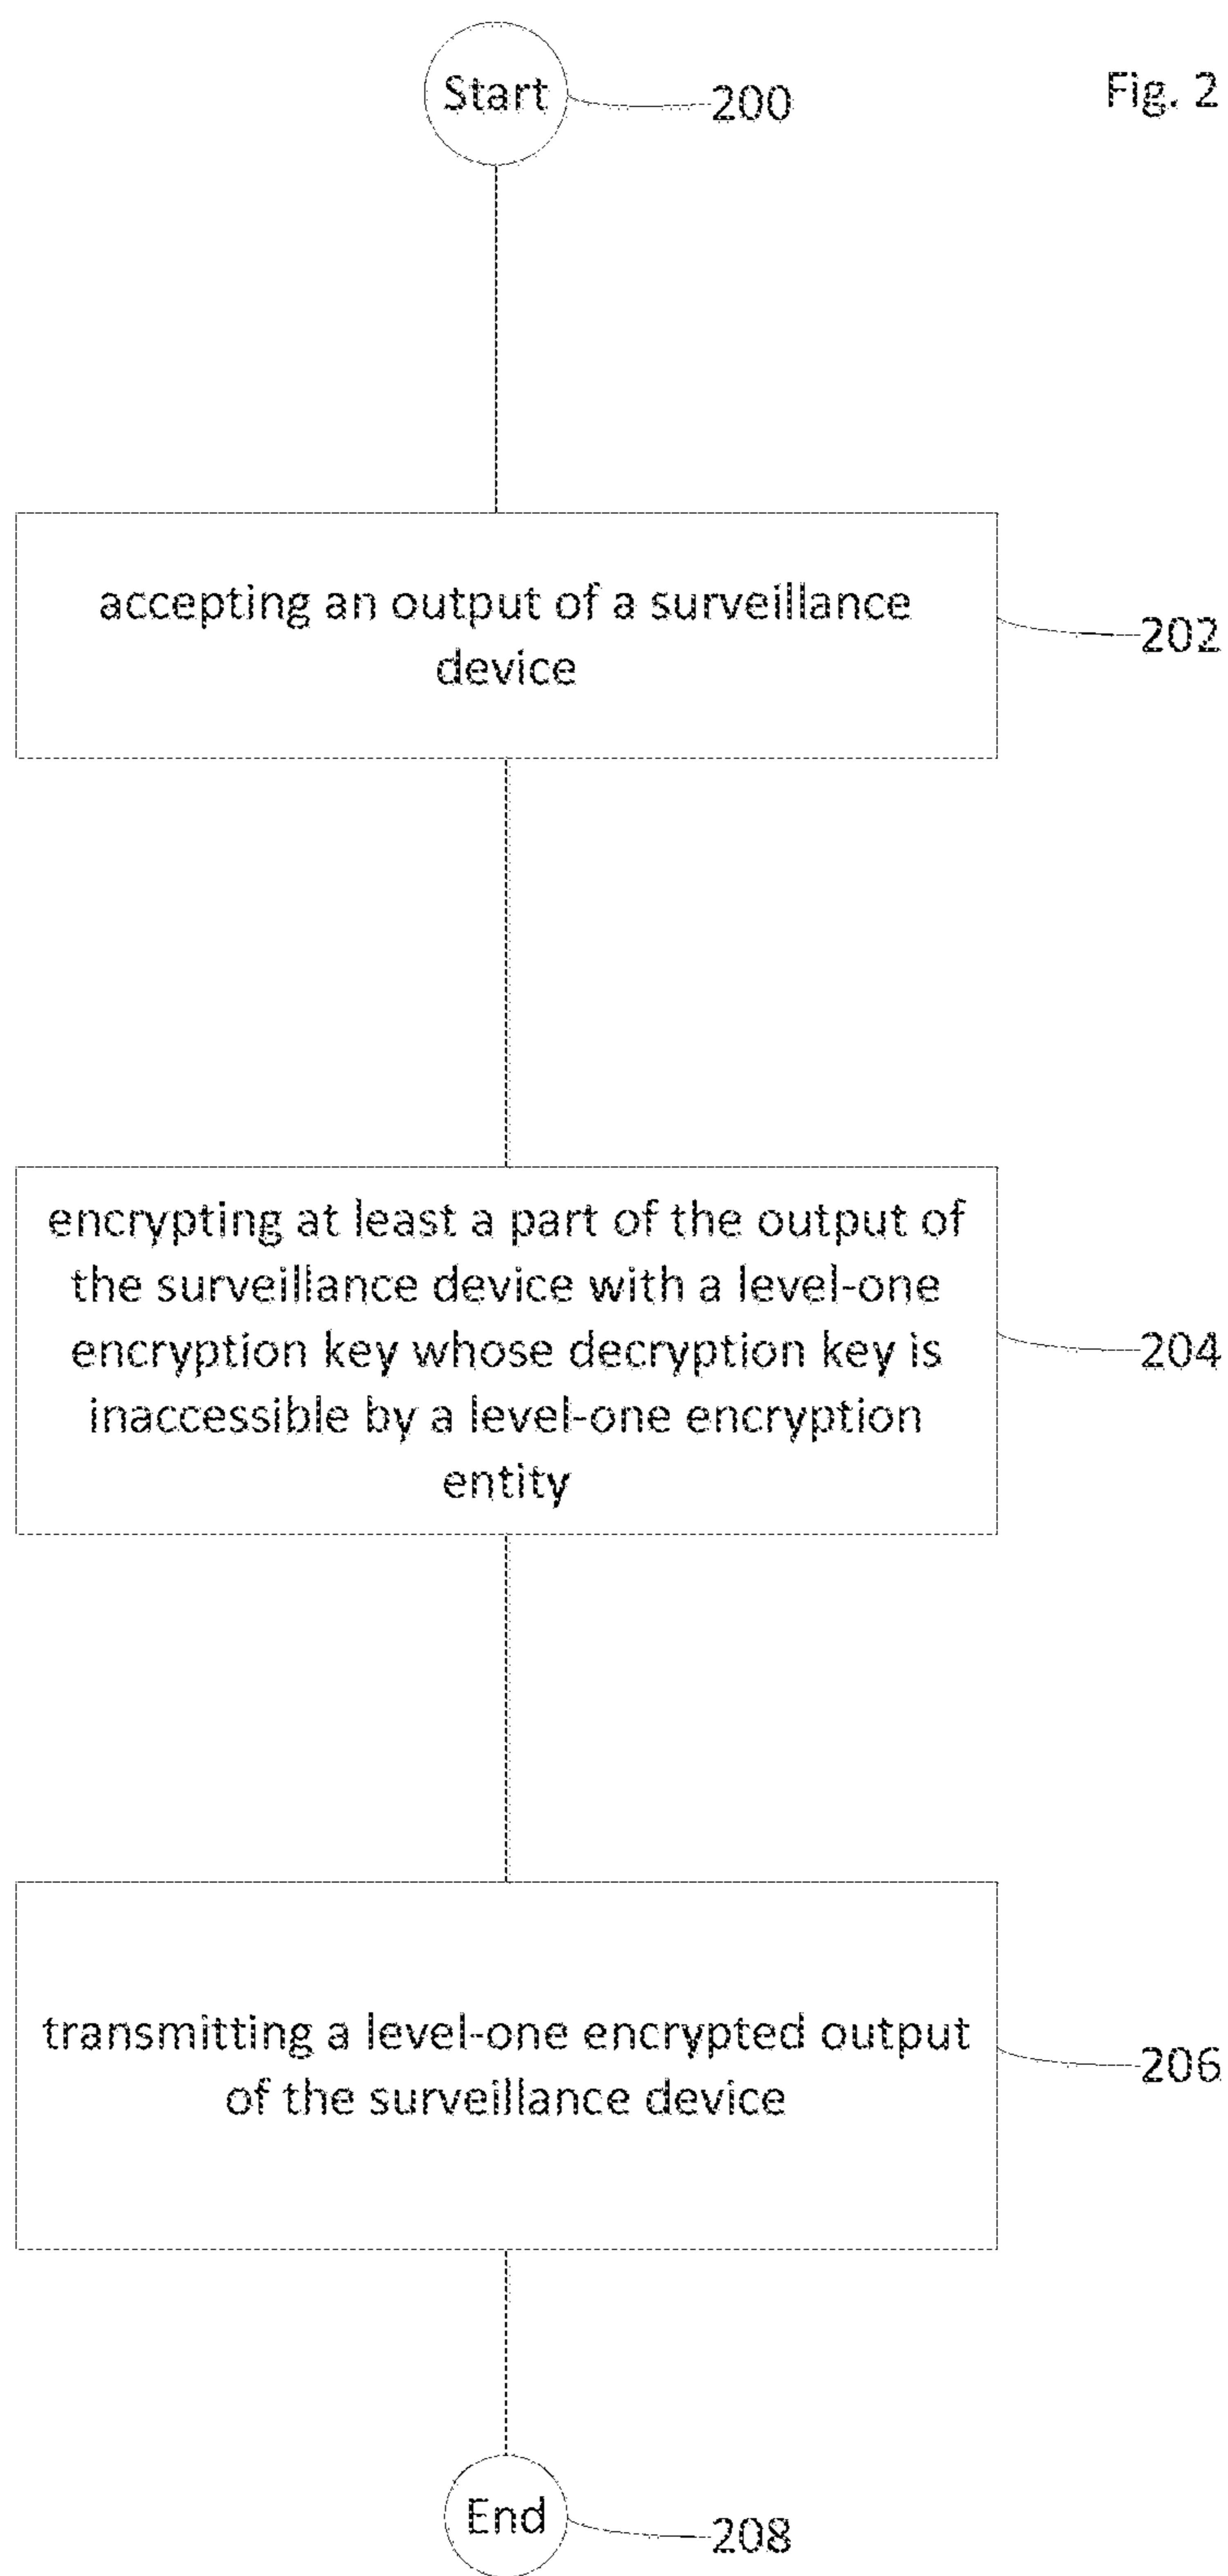 Start
200
Fig. 2
accepting an output of a surveillance
device
202
encrypting at least a part of the output of
the surveillance device with a level-one
encryption key whose decryption key is
inaccessible by a level-one encryption
entity
204
transmitting a level-one encrypted output
of the surveillance device
206
End
208